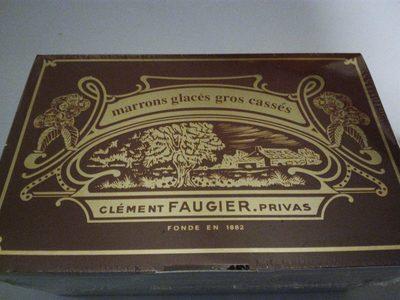 marrons glacés gros cassés
CLÉMENT FAUGIER. PRIVAS
FONDE EN 1882